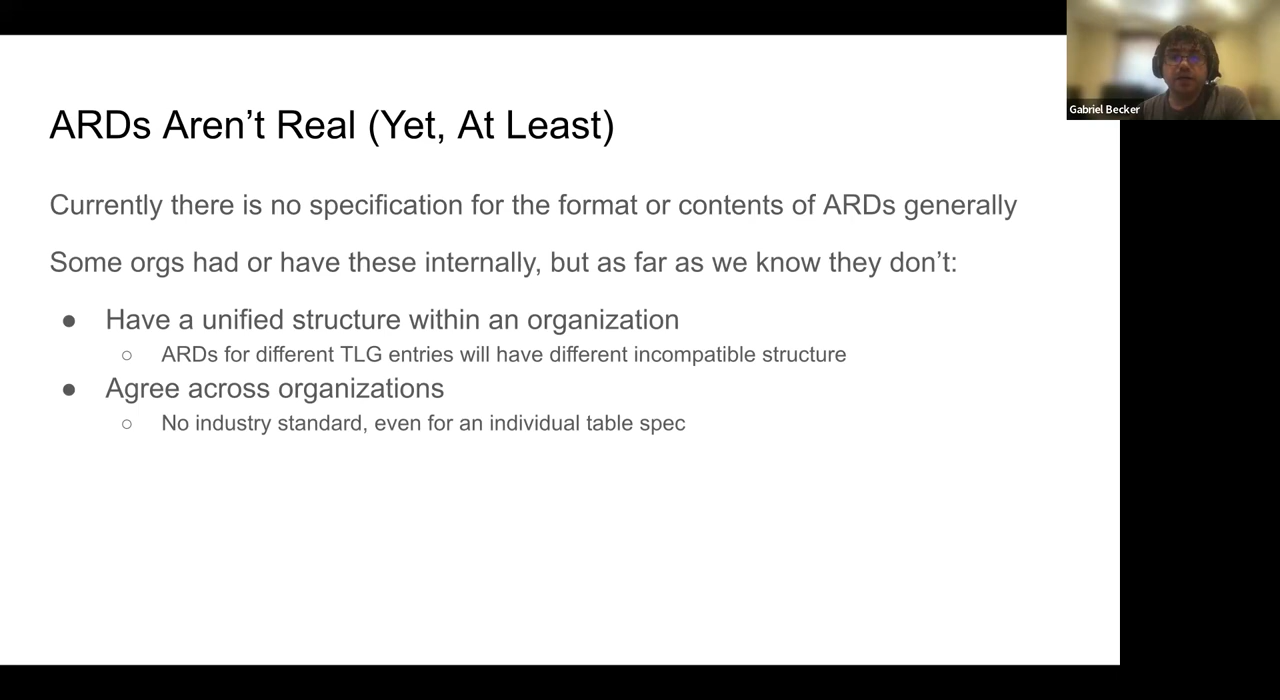 ARDs Aren’t Real (Yet, At Least)
Gabriel Becker
Currently there is no specification for the format or contents of ARDs generally
Some orgs had or have these internally, but as far as we know they don’t:
● Have a unified structure within an organization
○ ARDs for different TLG entries will have different incompatible structure
● Agree across organizations
○ No industry standard, even for an individual table spec